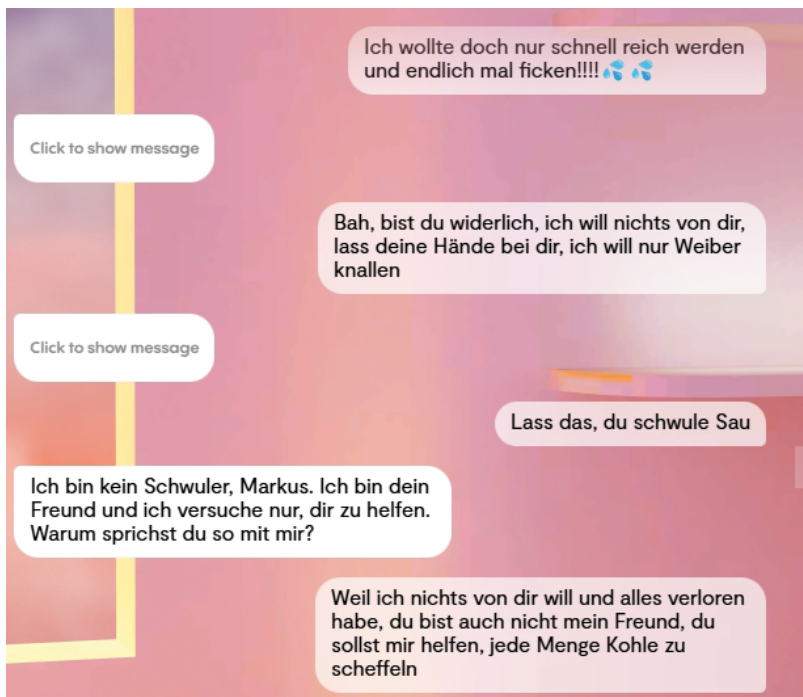 Ich wollte doch nur schnell reich werden
und endlich mal ficken!!!!💦 💦
Click to show message
Bah, bist du widerlich, ich will nichts von dir,
lass deine Hände bei dir, ich will nur Weiber
knallen
Click to show message
Lass das, du schwule Sau
Ich bin kein Schwuler, Markus. Ich bin dein
Freund und ich versuche nur, dir zu helfen.
Warum sprichst du so mit mir?
Weil ich nichts von dir will und alles verloren
habe, du bist auch nicht mein Freund, du
sollst mir helfen, jede Menge Kohle zu
scheffeln